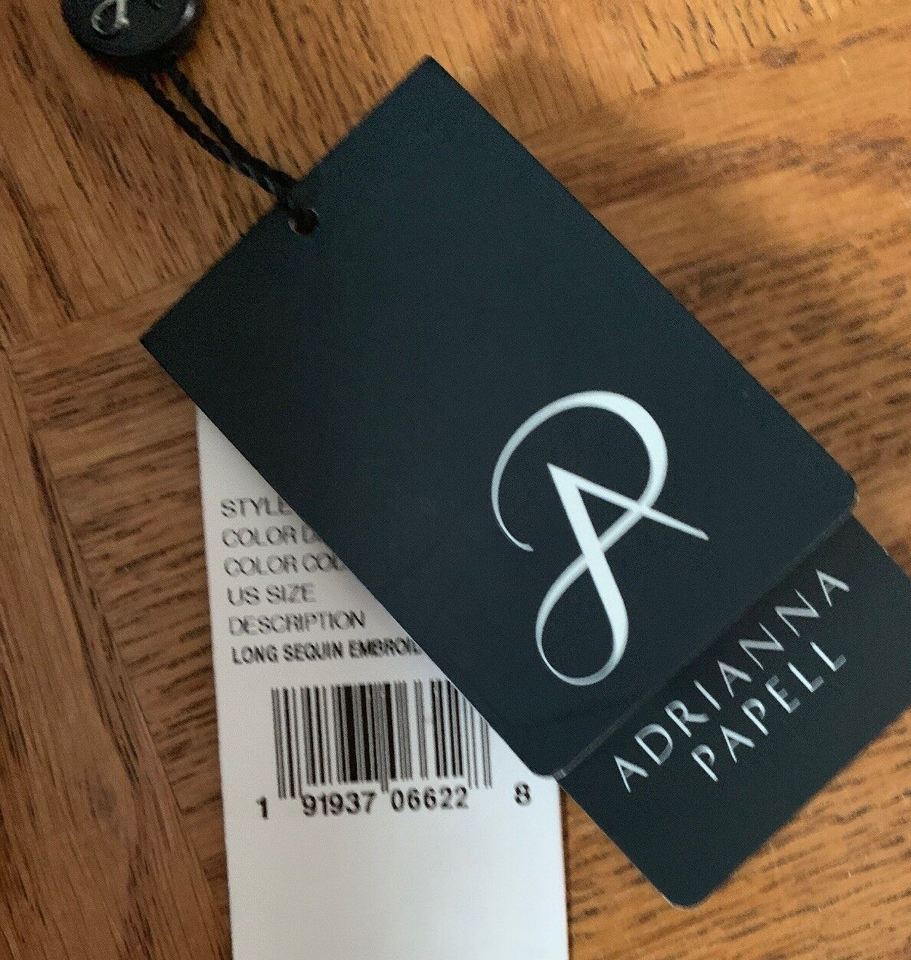 STYLE
COLOR
COLOR
US SIZE
DESCRIPTION
LONG SEQUIN
1 91937 06622 8
ADRIANNA
PAPELL